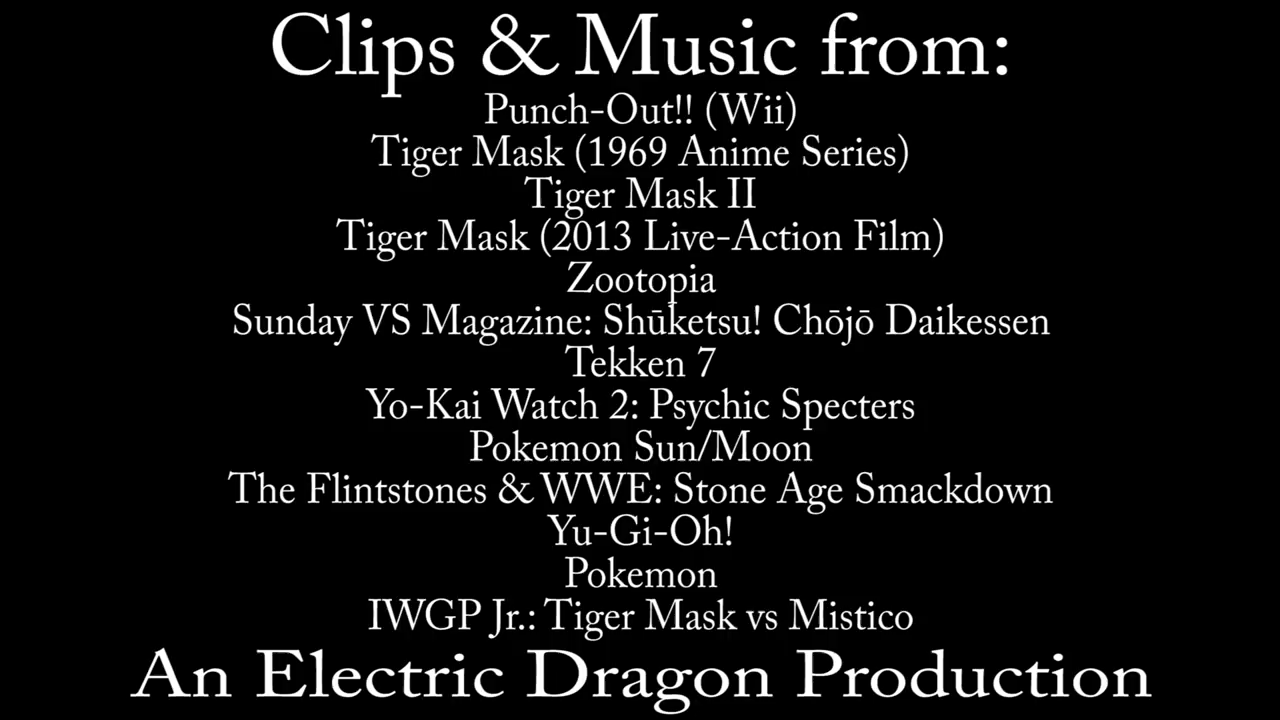 Clips & Music from:
Punch-Out!! (Wii)
Tiger Mask (1969 Anime Series)
Tiger Mask II
Tiger Mask (2013 Live-Action Film)
Zootopia
Sunday VS Magazine: Shūketsu! Chōjō Daikessen
Tekken 7
Yo-Kai Watch 2: Psychic Specters
Pokemon Sun/Moon
The Flintstones & WWE: Stone Age Smackdown
Yu-Gi-Oh!
Pokemon
IWGP Jr.: Tiger Mask vs Mistico
An Electric Dragon Production